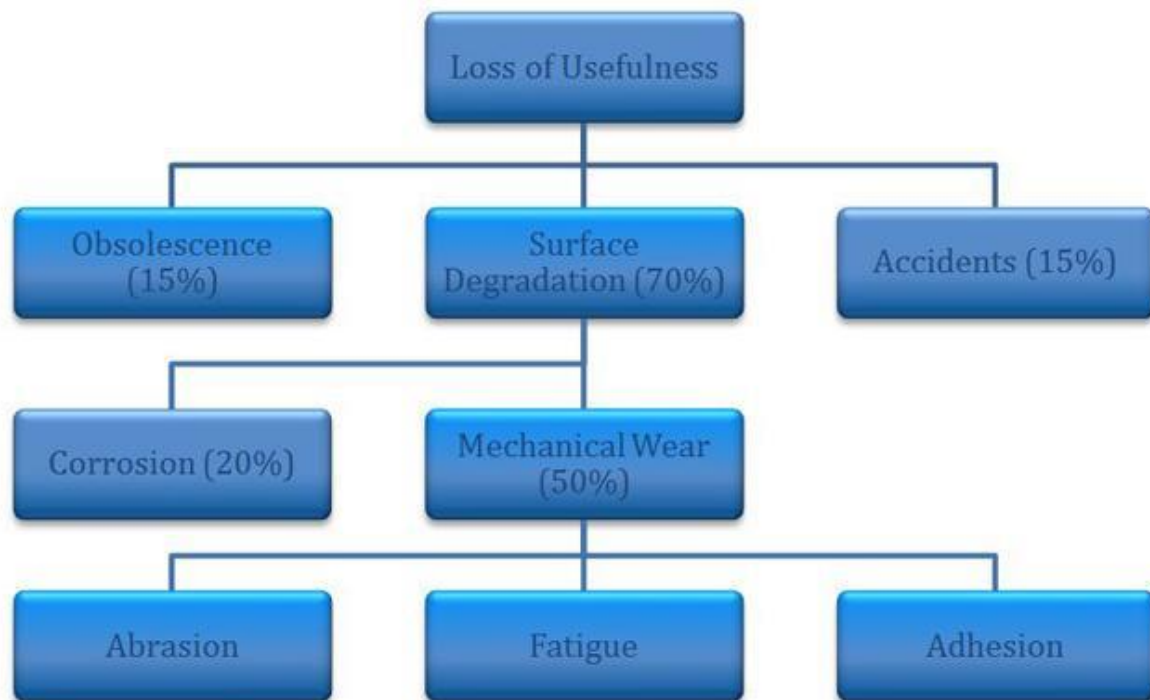 Loss of Usefulness
Obsolescence
(15%)
Surface
Degradation (70%)
Accidents (15%)
Corrosion (20%)
Mechanical Wear
(50%)
Abrasion
Fatigue
Adhesion